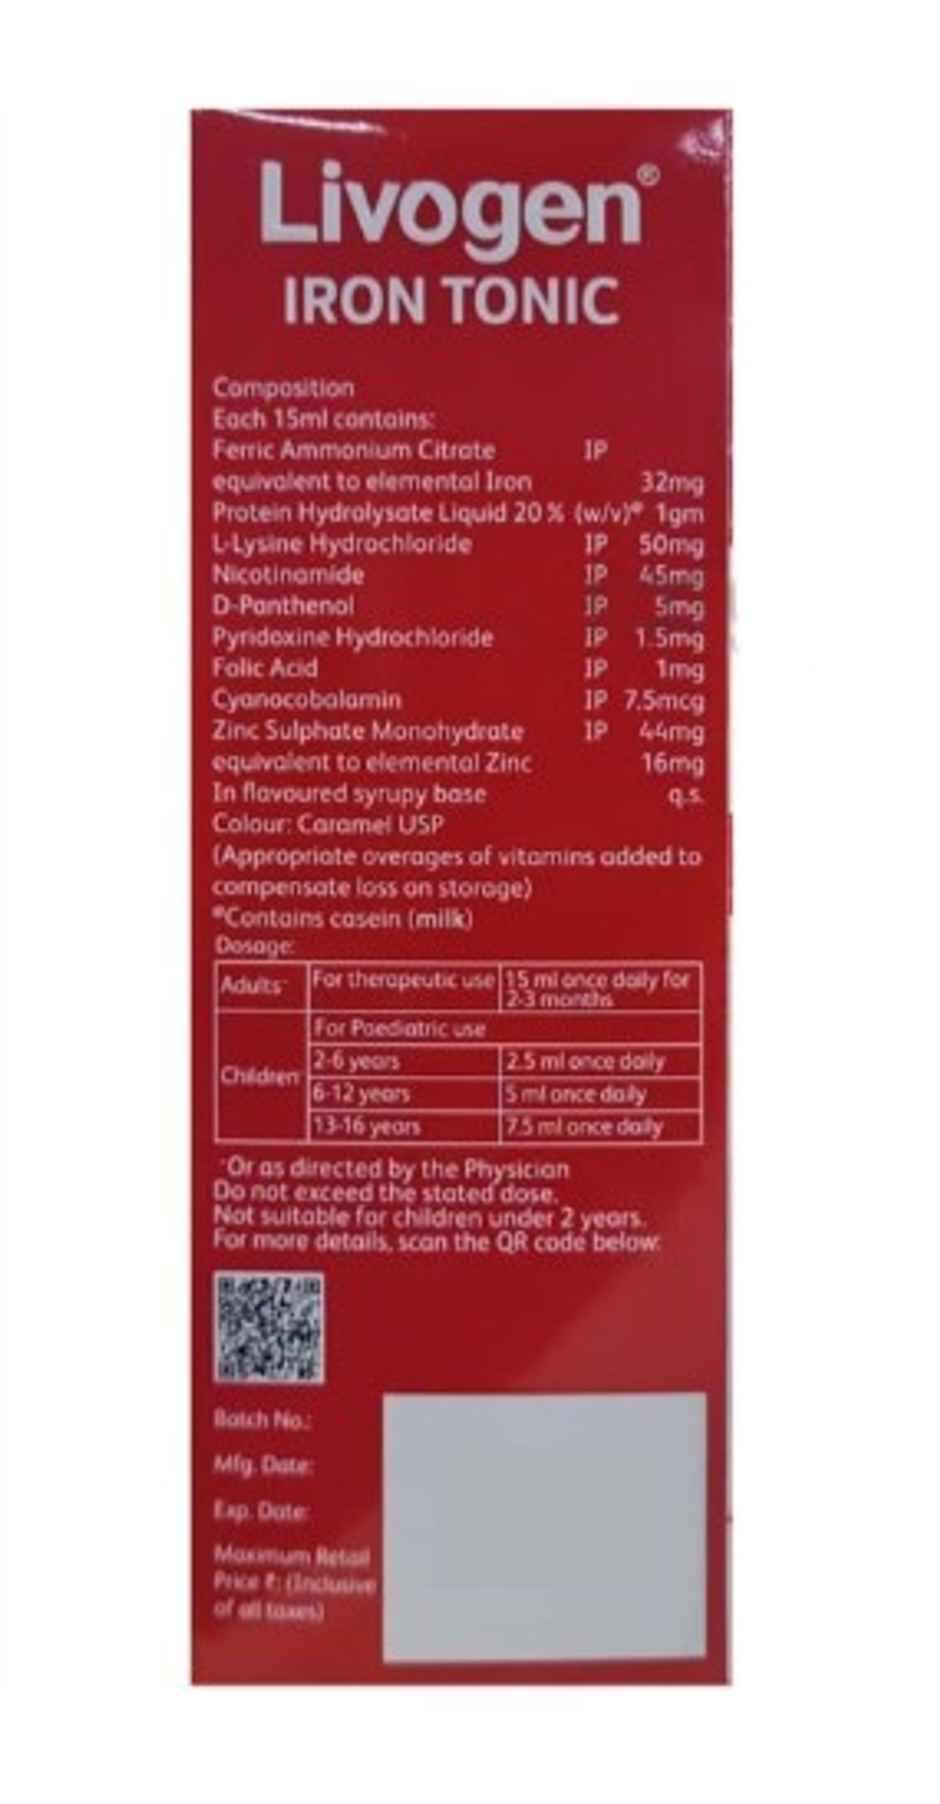 Livogen®
IRON TONIC
Composition
Each 15ml contains:
Ferric Ammonium Citrate IP
equivalent to elemental Iron 32mg
Protein Hydrolysate Liquid 20 % (w/v)@ 1gm
L-Lysine Hydrochloride IP 50mg
Nicotinamide IP 45mg
D-Panthenol IP 5mg
Pyridoxine Hydrochloride IP 1.5mg
Folic Acid IP 1mg
Cyanocobalamin IP 7.5mcg
Zinc Sulphate Monohydrate IP 44mg
equivalent to elemental Zinc 16mg
In flavoured syrupy base q.s.
Colour: Caramel USP
(Appropriate overages of vitamins added to
compensate loss on storage)
@Contains casein (milk)
Dosage:
Adults* For therapeutic use 15 ml once daily for
2-3 months
For Paediatric use
Children 2-6 years 2.5 ml once daily
6-12 years 5 ml once daily
13-16 years 7.5 ml once daily
*Or as directed by the Physician
Do not exceed the stated dose.
Not suitable for children under 2 years.
For more details, scan the QR code below:
Batch No.:
Mfg. Date:
Exp. Date:
Maximum Retail
Price ₹: (Inclusive
of all taxes)